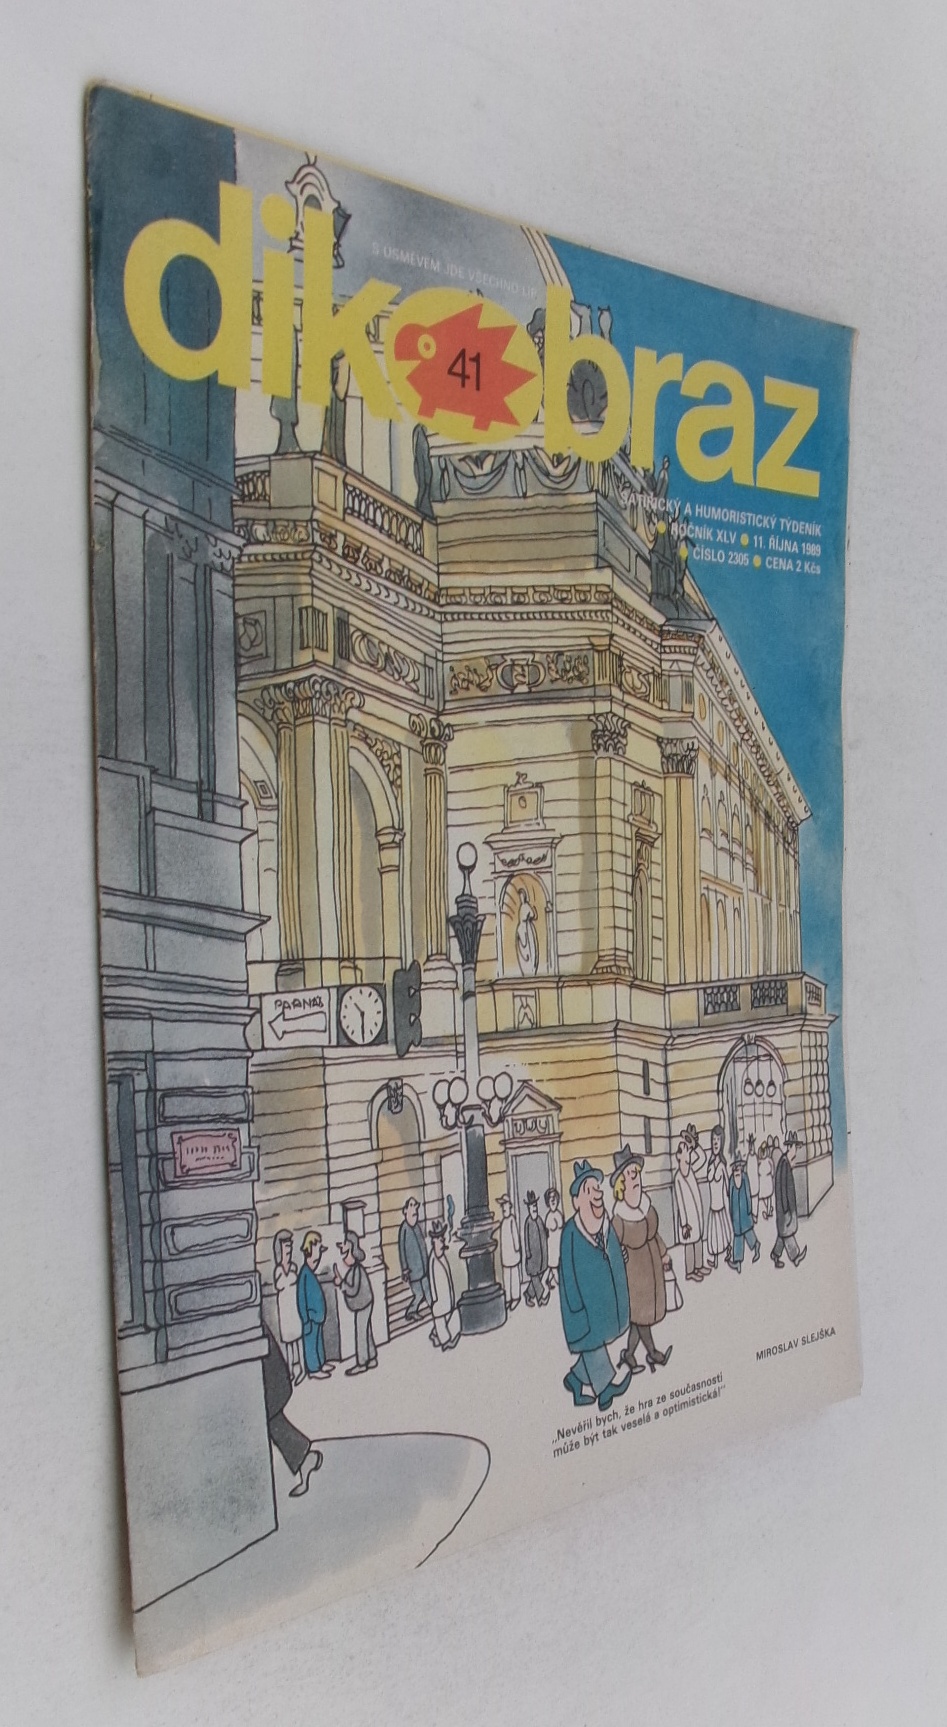 S ÚSMĚVEM JDE VŠECHNO LÍP
dikobraz
41
SATIRICKÝ A HUMORISTICKÝ TÝDENÍK
● ROČNÍK XLV ● 11. ŘÍJNA 1989
● ČÍSLO 2305 ● CENA 2 Kčs
PARNAS
MIROSLAV SLEJŠKA
„Nevěřil bych, že hra ze současnosti
může být tak veselá a optimistická!“